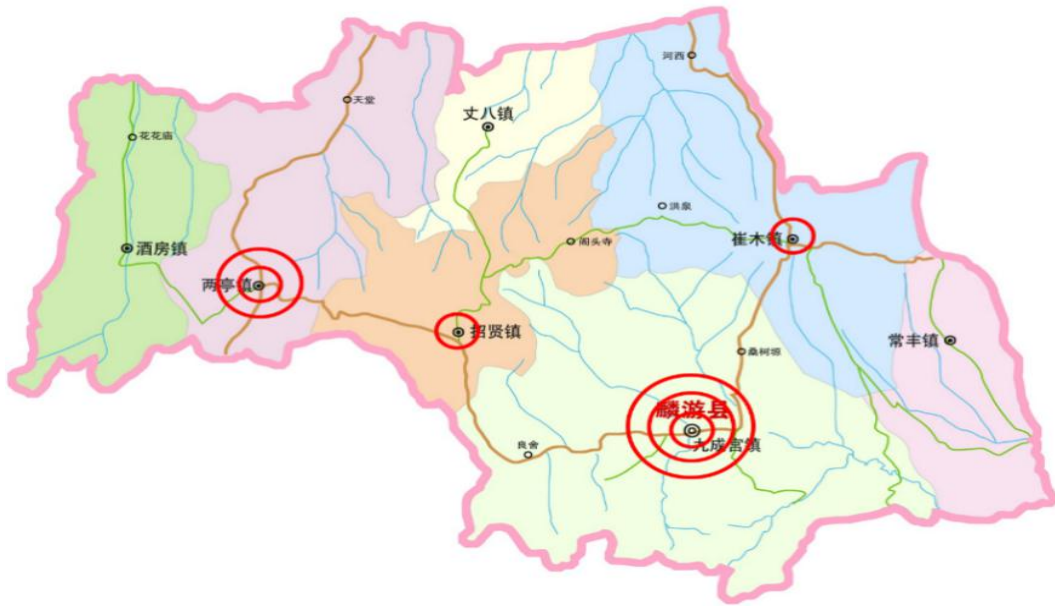 河西
天堂
丈八镇
花花庙
洪泉
崔木镇
阁头寺
酒房镇
两亭镇
招贤镇
常丰镇
桑树塬
麟游县
九成宫镇
良舍